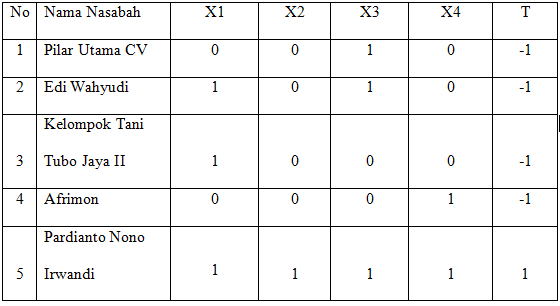 No Nama Nasabah X1 X2 X3 X4 T
1 Pilar Utama CV 0 0 1 0 -1
2 Edi Wahyudi 1 0 1 0 -1
Kelompok Tani
3 Tubo Jaya II 1 0 0 0 -1
4 Afrimon 0 0 0 1 -1
Pardianto Nono
5 Irwandi 1 1 1 1 1